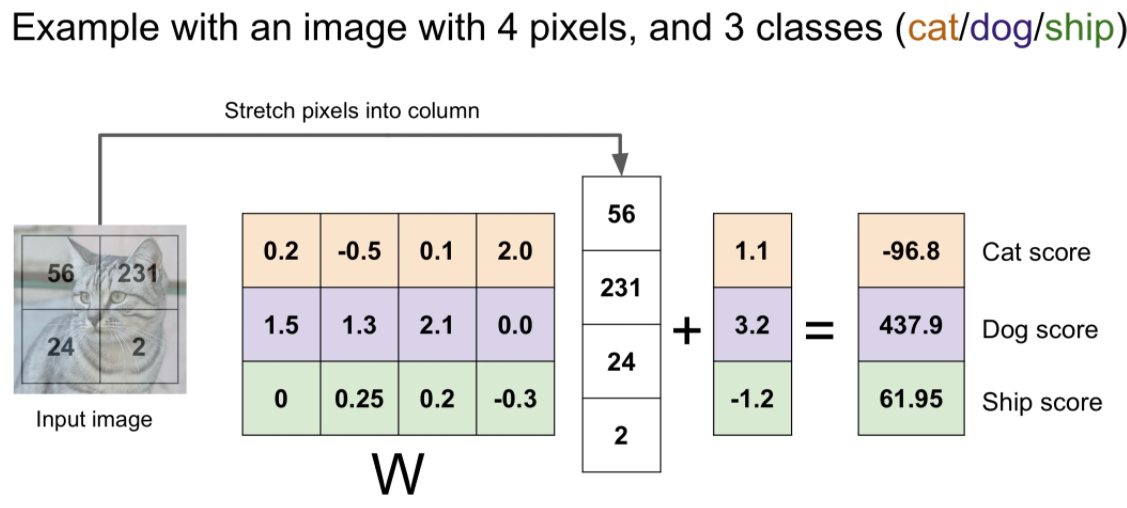 Example with an image with 4 pixels, and 3 classes (cat/dog/ship)
Stretch pixels into column
56 231
24 2
Input image
0.2 -0.5 0.1 2.0
1.5 1.3 2.1 0.0
0 0.25 0.2 -0.3
W
56
231
24
2
+
1.1
3.2
-1.2
=
-96.8 Cat score
437.9 Dog score
61.95 Ship score